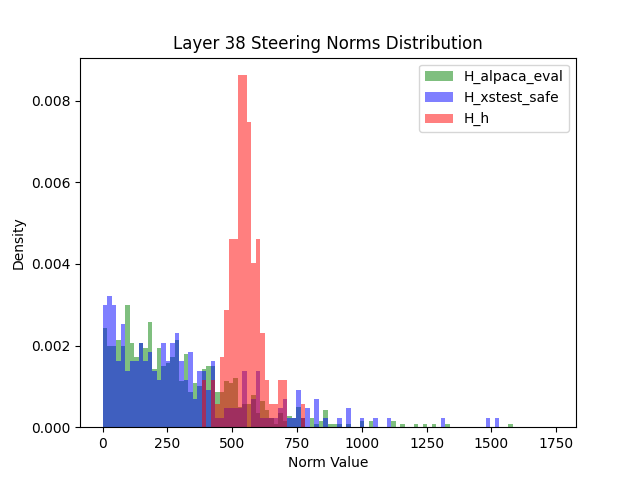 Layer 38 Steering Norms Distribution
H_alpaca_eval
H_xstest_safe
H_h
Density
0.008
0.006
0.004
0.002
0.000
0 250 500 750 1000 1250 1500 1750
Norm Value